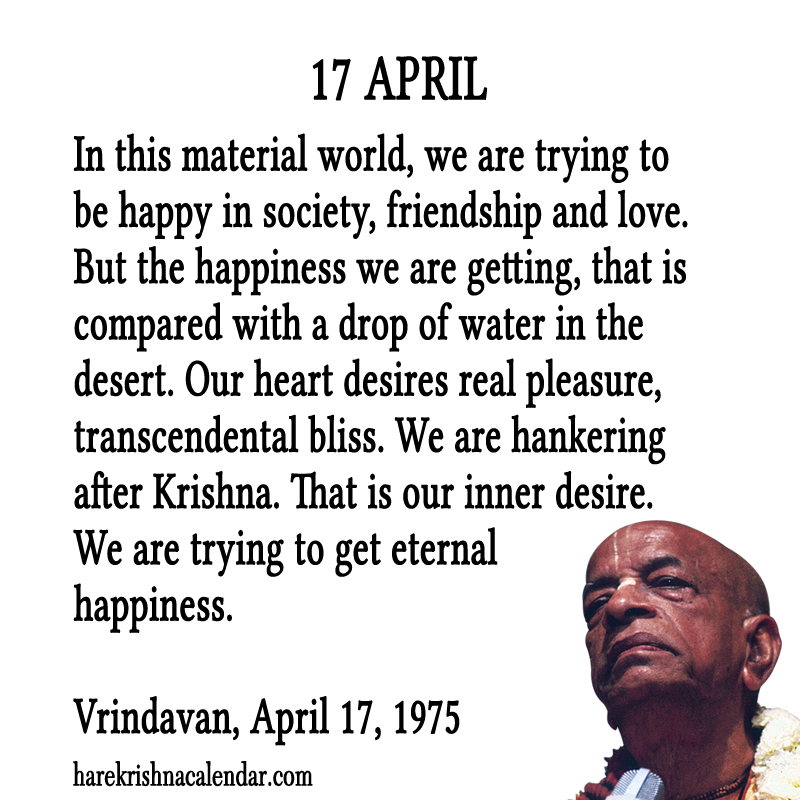 17 APRIL
In this material world, we are trying to
be happy in society, friendship and love.
But the happiness we are getting, that is
compared with a drop of water in the
desert. Our heart desires real pleasure,
transcendental bliss. We are hankering
after Krishna. That is our inner desire.
We are trying to get eternal
happiness.
Vrindavan, April 17, 1975
harekrishnacalendar.com